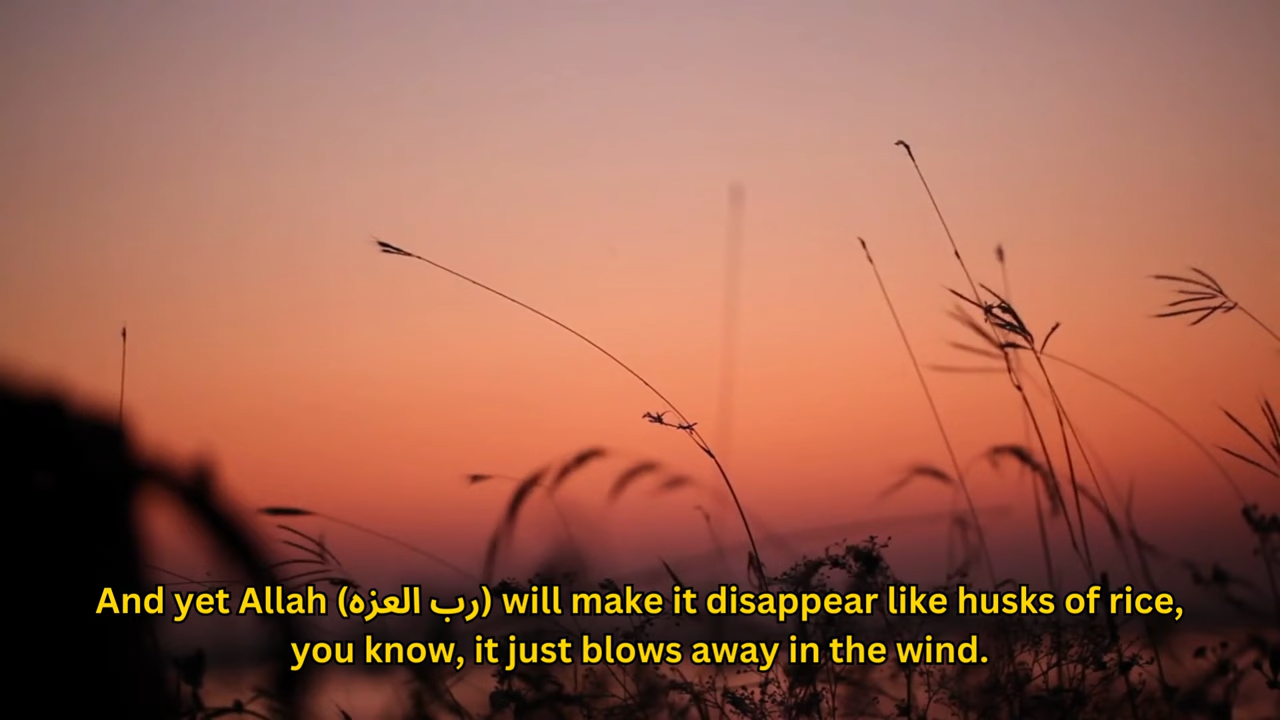 And yet Allah (رب العزه) will make it disappear like husks of rice,
you know, it just blows away in the wind.